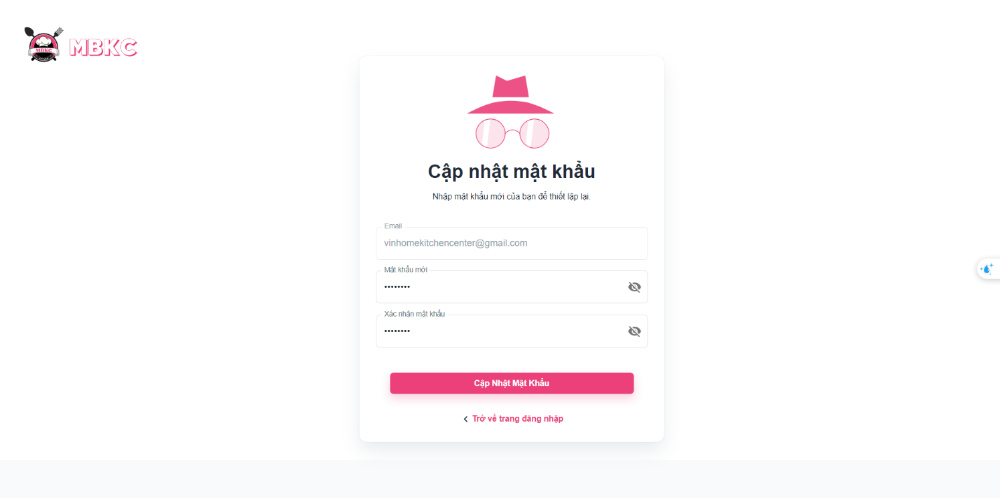 MBKC
MBKC
Cập nhật mật khẩu
Nhập mật khẩu mới của bạn để thiết lập lại.
Email
vinhomekitchencenter@gmail.com
Mật khẩu mới
••••••••
Xác nhận mật khẩu
••••••••
Cập Nhật Mật Khẩu
Trở về trang đăng nhập